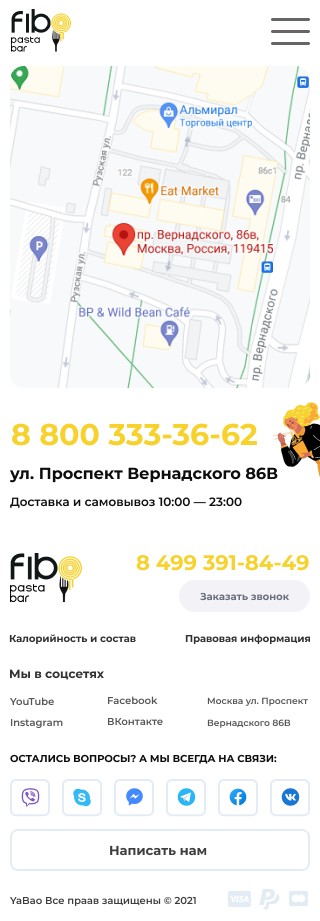 fibo
pasta
bar
Альмирал
Торговый центр
Рузская ул.
пр. Вернадского
122
86с1
Eat Market
84
P
пр. Вернадского, 86в,
Москва, Россия, 119415
Рузская ул.
BP & Wild Bean Café
пр. Вернадского
8 800 333-36-62
ул. Проспект Вернадского 86В
Доставка и самовывоз 10:00 — 23:00
fibo
pasta
bar
8 499 391-84-49
Заказать звонок
Калорийность и состав
Правовая информация
Мы в соцсетях
YouTube
Facebook
Москва ул. Проспект
Instagram
ВКонтакте
Вернадского 86В
ОСТАЛИСЬ ВОПРОСЫ? А МЫ ВСЕГДА НА СВЯЗИ:
Написать нам
YaBao Все праав защищены © 2021
VISA